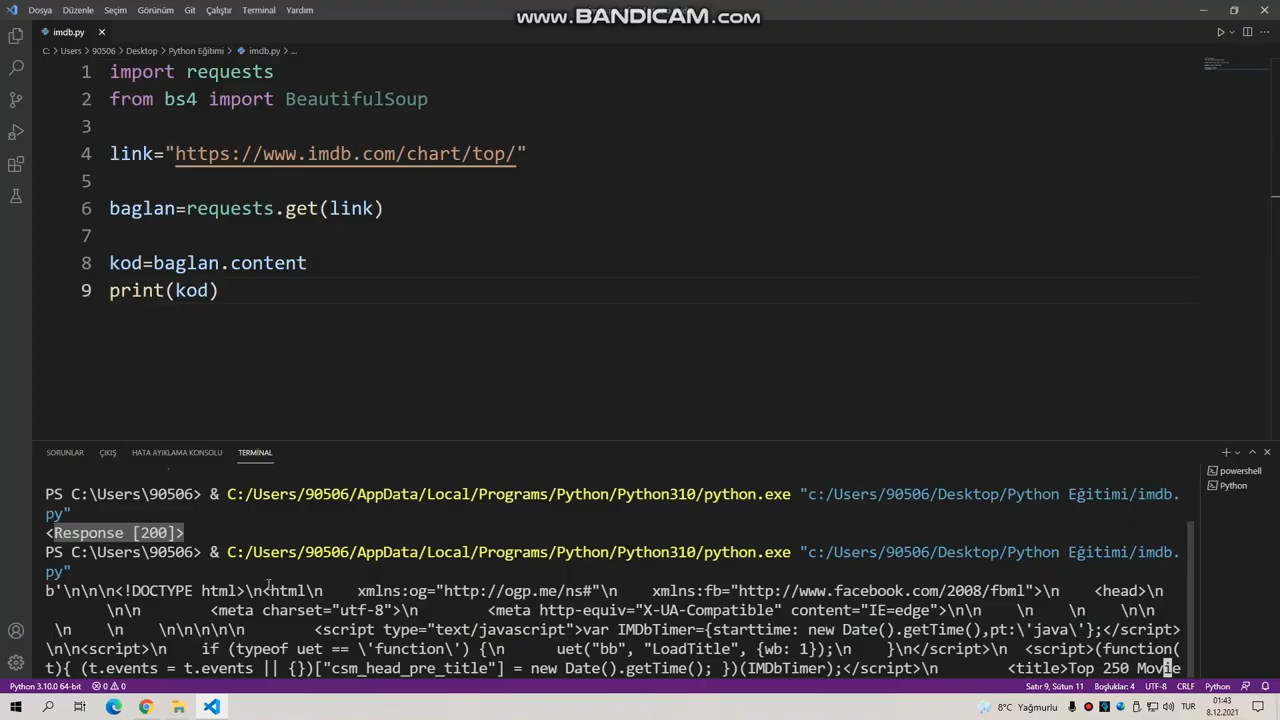 Dosya Düzenle Seçim Görünüm Git Çalıştır Terminal Yardım
www.BANDICAM.com
imdb.py
C: > Users > 90506 > Desktop > Python Eğitimi > imdb.py > ...
1 import requests
2 from bs4 import BeautifulSoup
3
4 link="https://www.imdb.com/chart/top/"
5
6 baglan=requests.get(link)
7
8 kod=baglan.content
9 print(kod)
SORUNLAR ÇIKIŞ HATA AYIKLAMA KONSOLU TERMİNAL
powershell
Python
PS C:\Users\90506> & C:/Users/90506/AppData/Local/Programs/Python/Python310/python.exe "c:/Users/90506/Desktop/Python Eğitimi/imdb.
py"
<Response [200]>
PS C:\Users\90506> & C:/Users/90506/AppData/Local/Programs/Python/Python310/python.exe "c:/Users/90506/Desktop/Python Eğitimi/imdb.
py"
b'\n\n\n<!DOCTYPE html>\n<html\n    xmlns:og="http://ogp.me/ns#"\n    xmlns:fb="http://www.facebook.com/2008/fbml">\n    <head>\n
\n\n        <meta charset="utf-8">\n        <meta http-equiv="X-UA-Compatible" content="IE=edge">\n\n    \n    \n    \n\n
\n    \n    \n\n\n\n\n        <script type="text/javascript">var IMDbTimer={starttime: new Date().getTime(),pt:\'java\'};</script>
\n\n<script>\n    if (typeof uet == \'function\') {\n      uet("bb", "LoadTitle", {wb: 1});\n    }\n</script>\n  <script>(function(
t){ (t.events = t.events || {})["csm_head_pre_title"] = new Date().getTime(); })(IMDbTimer);</script>\n        <title>Top 250 Movie
Python 3.10.0 64-bit 0 0 Satır 9, Sütun 11 Boşluklar: 4 UTF-8 CRLF Python
8°C Yağmurlu TUR 01:43
8.12.2021